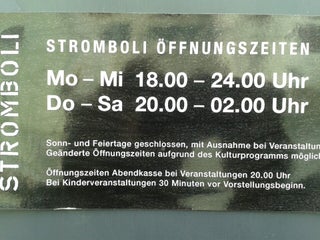 STROMBOLI
STROMBOLI ÖFFNUNGSZEITEN
Mo – Mi 18.00 – 24.00 Uhr
Do – Sa 20.00 – 02.00 Uhr
Sonn- und Feiertage geschlossen, mit Ausnahme bei Veranstaltun
Geänderte Öffnungszeiten aufgrund des Kulturprogramms möglich
Öffnungszeiten Abendkasse bei Veranstaltungen 20.00 Uhr
Bei Kinderveranstaltungen 30 Minuten vor Vorstellungsbeginn.